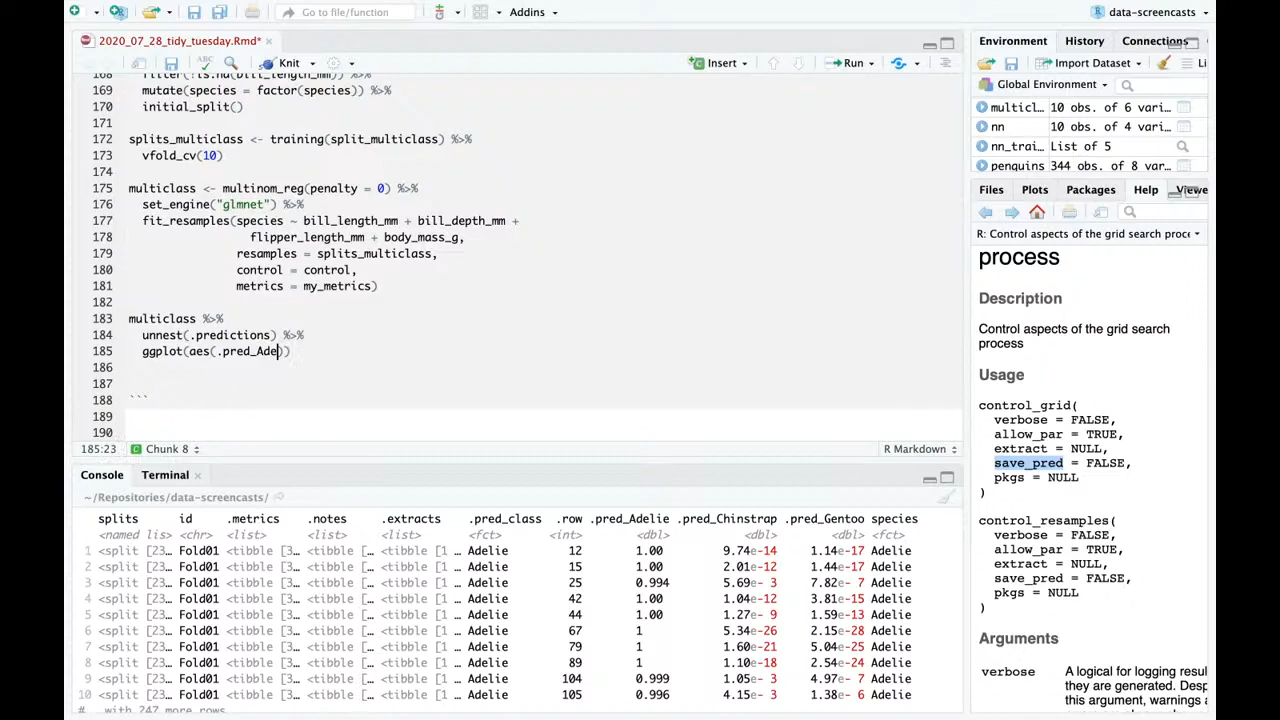 Go to file/function
Addins
data-screencasts
2020_07_28_tidy_tuesday.Rmd*
Knit
Insert
Run
168 filter(!is.na(bill_length_mm)) %>%
169 mutate(species = factor(species)) %>%
170 initial_split()
171
172 splits_multiclass <- training(split_multiclass) %>%
173 vfold_cv(10)
174
175 multiclass <- multinom_reg(penalty = 0) %>%
176 set_engine("glmnet") %>%
177 fit_resamples(species ~ bill_length_mm + bill_depth_mm +
178 flipper_length_mm + body_mass_g,
179 resamples = splits_multiclass,
180 control = control,
181 metrics = my_metrics)
182
183 multiclass %>%
184 unnest(.predictions) %>%
185 ggplot(aes(.pred_Ade))
186
187
188 ```
189
190
185:23 Chunk 8 R Markdown
Console Terminal
~/Repositories/data-screencasts/
splits id .metrics .notes .extracts .pred_class .row .pred_Adelie .pred_Chinstrap .pred_Gentoo species
<named lis> <chr> <list> <list> <list> <fct> <int> <dbl> <dbl> <dbl> <fct>
1 <split [23… Fold01 <tibble [3… <tibble [… <tibble [1 … Adelie 12 1.00 9.74e-14 1.14e-17 Adelie
2 <split [23… Fold01 <tibble [3… <tibble [… <tibble [1 … Adelie 15 1.00 2.01e-12 1.44e-17 Adelie
3 <split [23… Fold01 <tibble [3… <tibble [… <tibble [1 … Adelie 25 0.994 5.69e- 3 7.82e- 7 Adelie
4 <split [23… Fold01 <tibble [3… <tibble [… <tibble [1 … Adelie 42 1.00 1.04e-12 3.81e-15 Adelie
5 <split [23… Fold01 <tibble [3… <tibble [… <tibble [1 … Adelie 44 1.00 1.27e- 9 1.59e-13 Adelie
6 <split [23… Fold01 <tibble [3… <tibble [… <tibble [1 … Adelie 67 1 5.34e-26 2.15e-28 Adelie
7 <split [23… Fold01 <tibble [3… <tibble [… <tibble [1 … Adelie 79 1 1.60e-21 5.04e-25 Adelie
8 <split [23… Fold01 <tibble [3… <tibble [… <tibble [1 … Adelie 89 1 1.10e-18 2.54e-24 Adelie
9 <split [23… Fold01 <tibble [3… <tibble [… <tibble [1 … Adelie 104 0.999 1.05e- 3 4.97e- 7 Adelie
10 <split [23… Fold01 <tibble [3… <tibble [… <tibble [1 … Adelie 105 0.996 4.15e- 3 1.38e- 6 Adelie
# … with 247 more rows
Environment History Connections
Import Dataset Li
Global Environment
multicl… 10 obs. of 6 vari…
nn 10 obs. of 4 vari…
nn_trai… List of 5
penguins 344 obs. of 8 var…
Files Plots Packages Help Viewe
R: Control aspects of the grid search proce
process
Description
Control aspects of the grid search
process
Usage
control_grid(
verbose = FALSE,
allow_par = TRUE,
extract = NULL,
save_pred = FALSE,
pkgs = NULL
)
control_resamples(
verbose = FALSE,
allow_par = TRUE,
extract = NULL,
save_pred = FALSE,
pkgs = NULL
)
Arguments
verbose A logical for logging resul
they are generated. Desp
this argument, warnings a